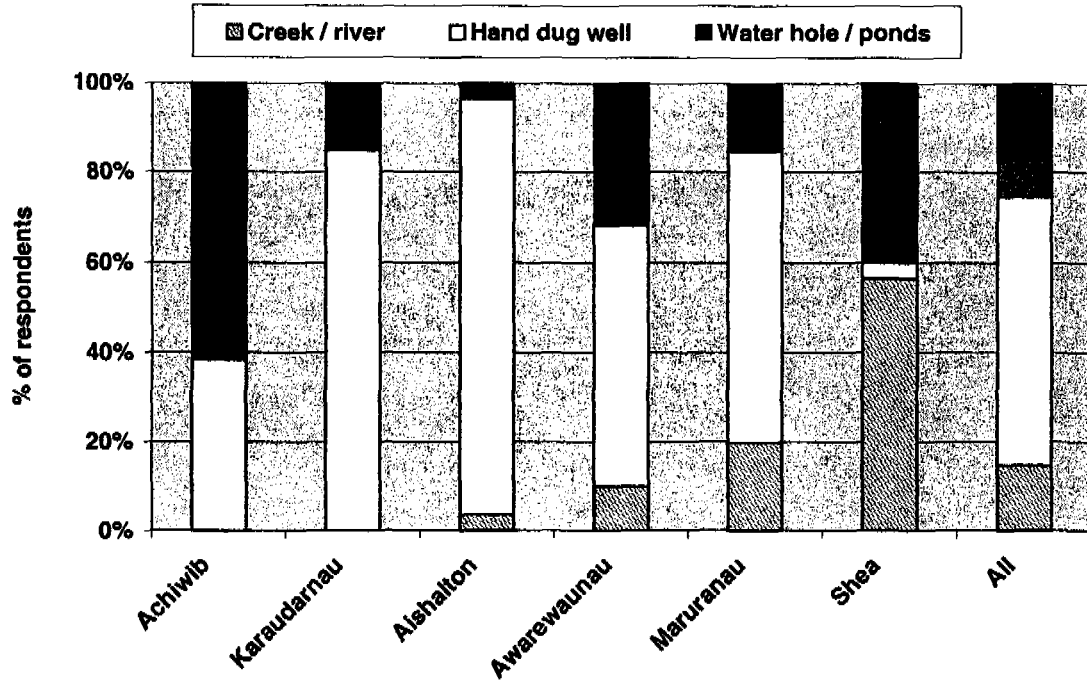 Creek / river Hand dug well Water hole / ponds
100%
80%
60%
40%
20%
0%
% of respondents
Achiwib
Karaudarnau
Aishalton
Awarewaunau
Maruranau
Shea
All